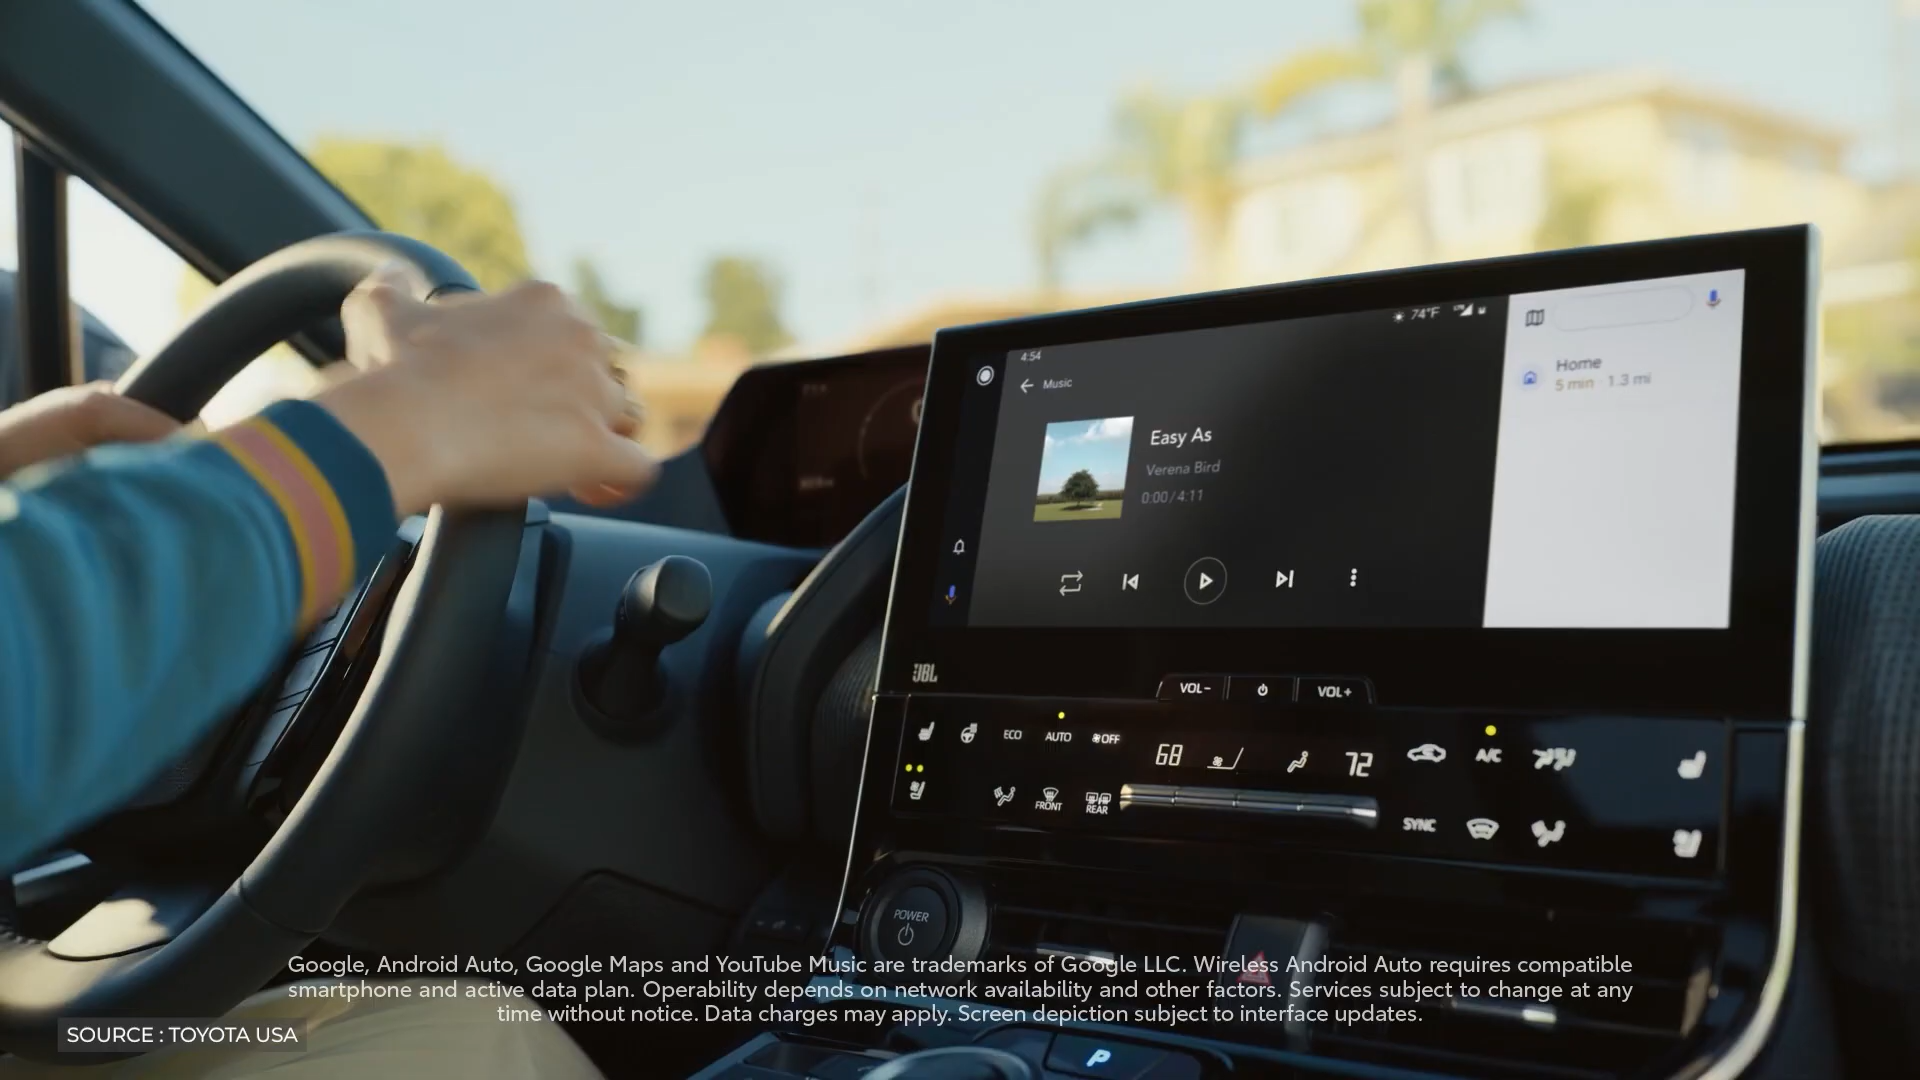 74°F
4:54
Music
Home
5 min · 1.3 mi
Easy As
Verena Bird
0:00/4:11
JBL
VOL- VOL+
ECO AUTO OFF 68 72 A/C
FRONT REAR SYNC
POWER
Google, Android Auto, Google Maps and YouTube Music are trademarks of Google LLC. Wireless Android Auto requires compatible
smartphone and active data plan. Operability depends on network availability and other factors. Services subject to change at any
time without notice. Data charges may apply. Screen depiction subject to interface updates.
SOURCE : TOYOTA USA
P